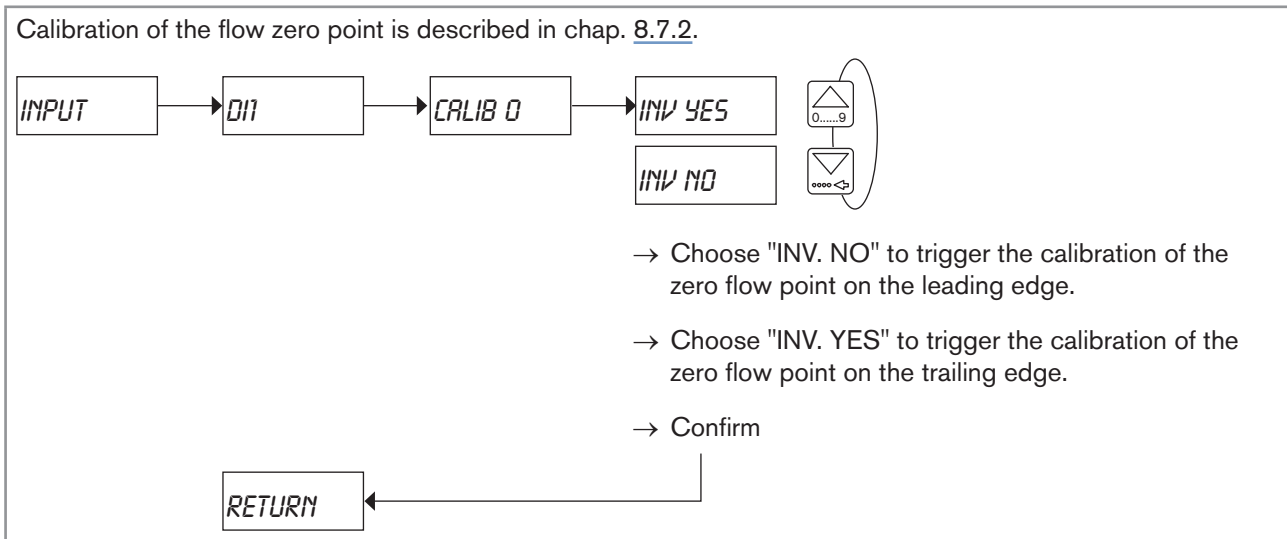 Calibration of the flow zero point is described in chap. 8.7.2.
INPUT
DI1
CALIB 0
INV YES
0......9
INV NO
→ Choose "INV. NO" to trigger the calibration of the
zero flow point on the leading edge.
→ Choose "INV. YES" to trigger the calibration of the
zero flow point on the trailing edge.
→ Confirm
RETURN